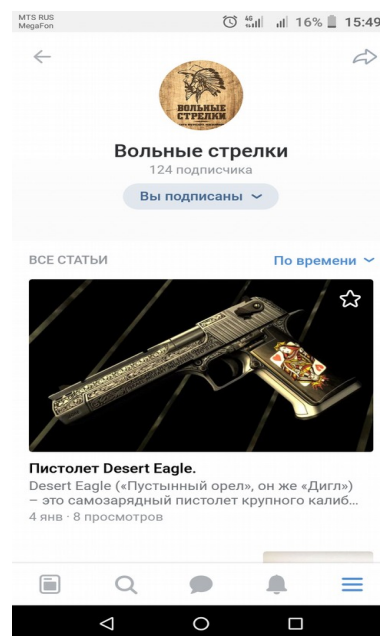 MTS RUS
MegaFon
4G
16%
15:49
ВОЛЬНЫЕ
СТРЕЛКИ
Вольные стрелки
124 подписчика
Вы подписаны
ВСЕ СТАТЬИ
По времени
Пистолет Desert Eagle.
Desert Eagle («Пустынный орел», он же «Дигл»)
– это самозарядный пистолет крупного калиб...
4 янв · 8 просмотров